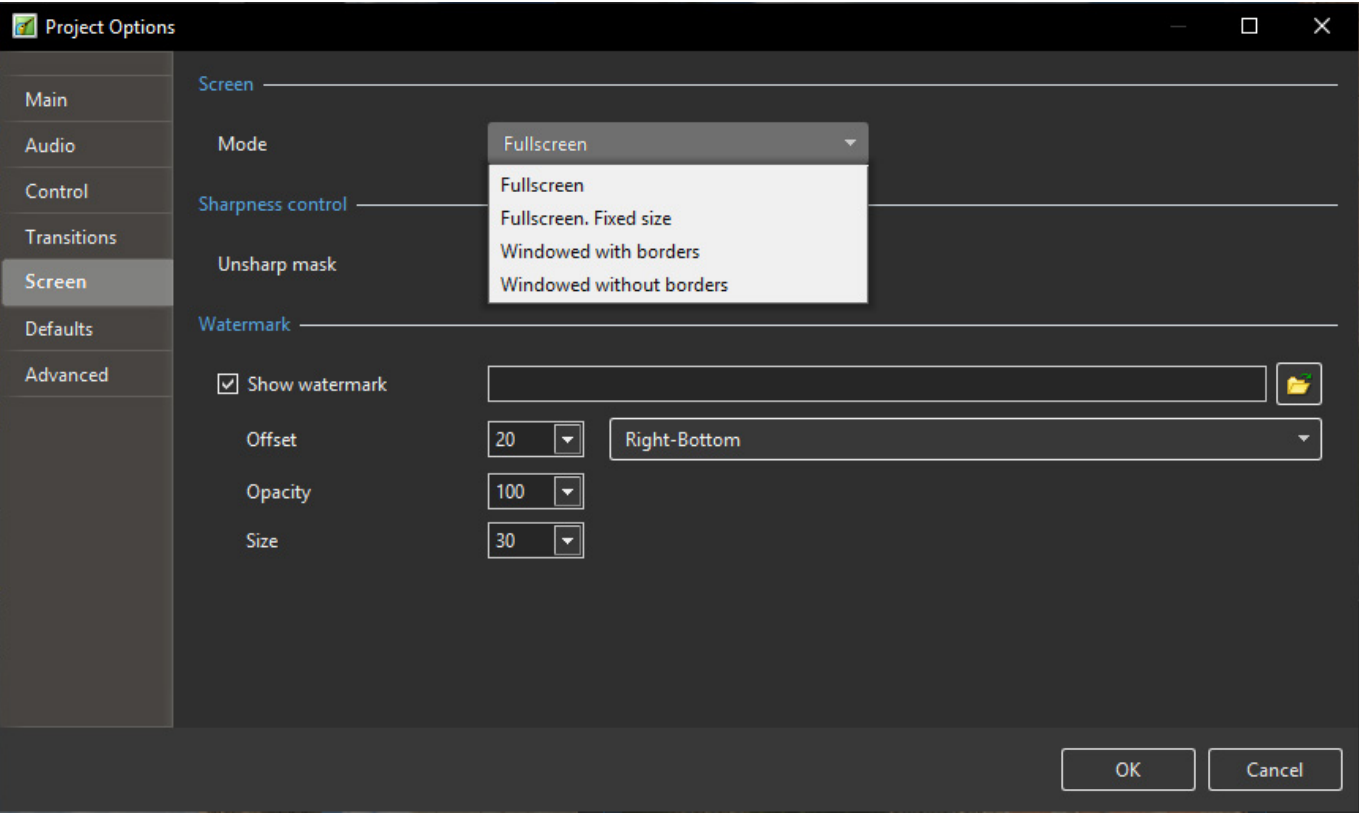 Project Options
Main
Audio
Control
Transitions
Screen
Defaults
Advanced
Screen
Mode
Fullscreen
Fullscreen
Fullscreen. Fixed size
Windowed with borders
Windowed without borders
Sharpness control
Unsharp mask
Watermark
Show watermark
Offset
20
Right-Bottom
Opacity
100
Size
30
OK
Cancel